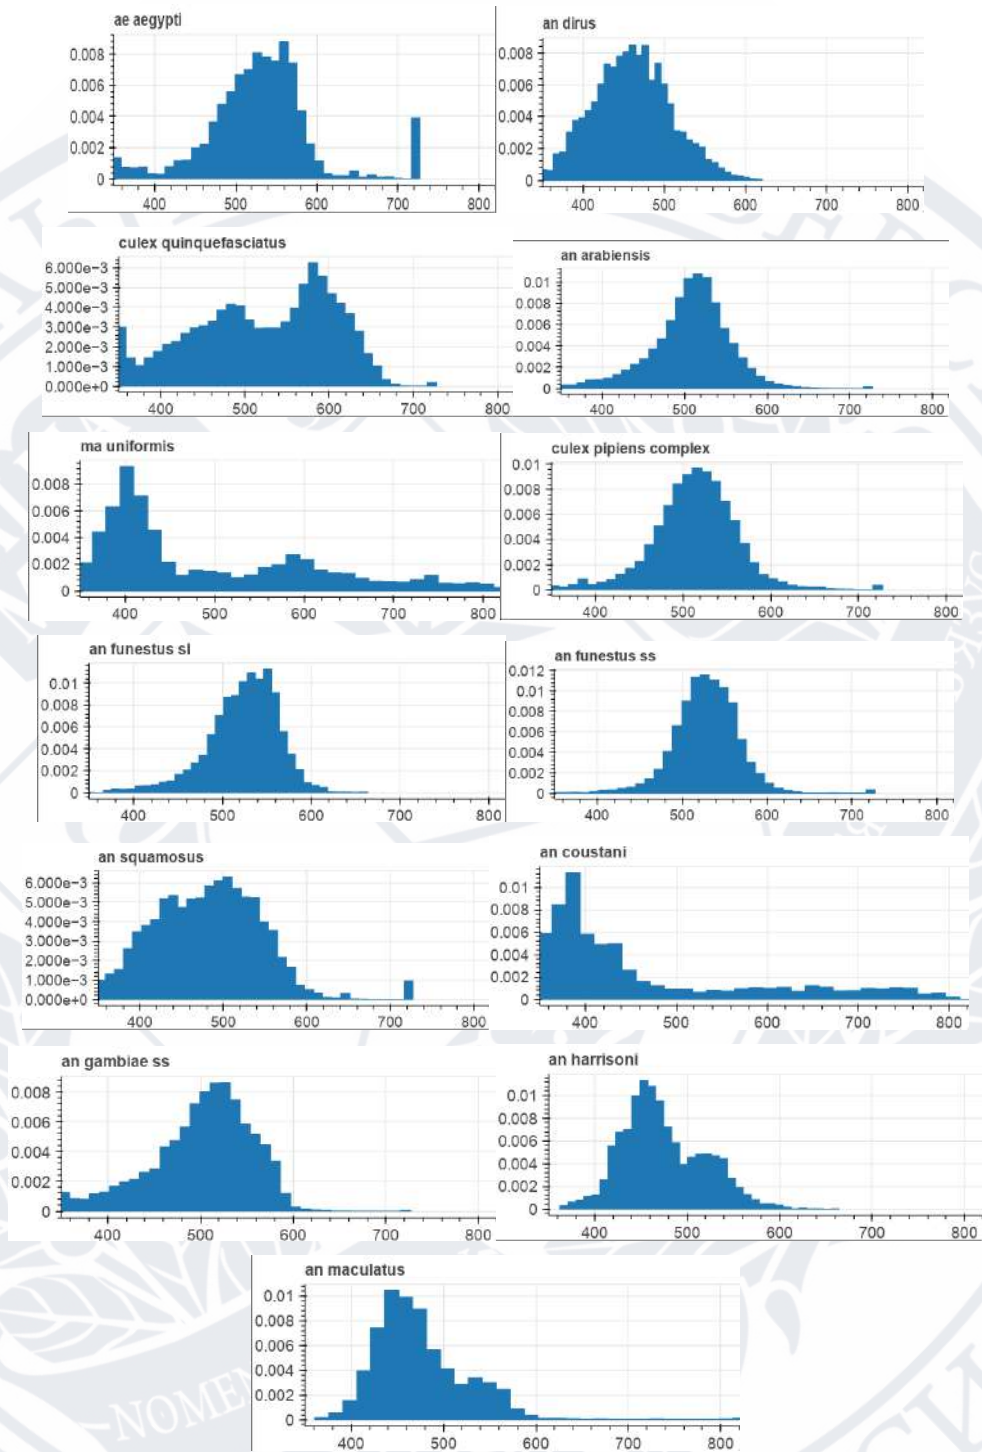 ae aegypti
0.008
0.006
0.004
0.002
0
400 500 600 700 800
an dirus
0.008
0.006
0.004
0.002
0
400 500 600 700 800
culex quinquefasciatus
6.000e-3
5.000e-3
4.000e-3
3.000e-3
2.000e-3
1.000e-3
0.000e+0
400 500 600 700 800
an arabiensis
0.01
0.008
0.006
0.004
0.002
0
400 500 600 700 800
ma uniformis
0.008
0.006
0.004
0.002
0
400 500 600 700 800
culex pipiens complex
0.01
0.008
0.006
0.004
0.002
0
400 500 600 700 800
an funestus sl
0.01
0.008
0.006
0.004
0.002
0
400 500 600 700 800
an funestus ss
0.012
0.01
0.008
0.006
0.004
0.002
0
400 500 600 700 800
an squamosus
6.000e-3
5.000e-3
4.000e-3
3.000e-3
2.000e-3
1.000e-3
0.000e+0
400 500 600 700 800
an coustani
0.01
0.008
0.006
0.004
0.002
0
400 500 600 700 800
an gambiae ss
0.008
0.006
0.004
0.002
0
400 500 600 700 800
an harrisoni
0.01
0.008
0.006
0.004
0.002
0
400 500 600 700 800
an maculatus
0.01
0.008
0.006
0.004
0.002
0
400 500 600 700 800